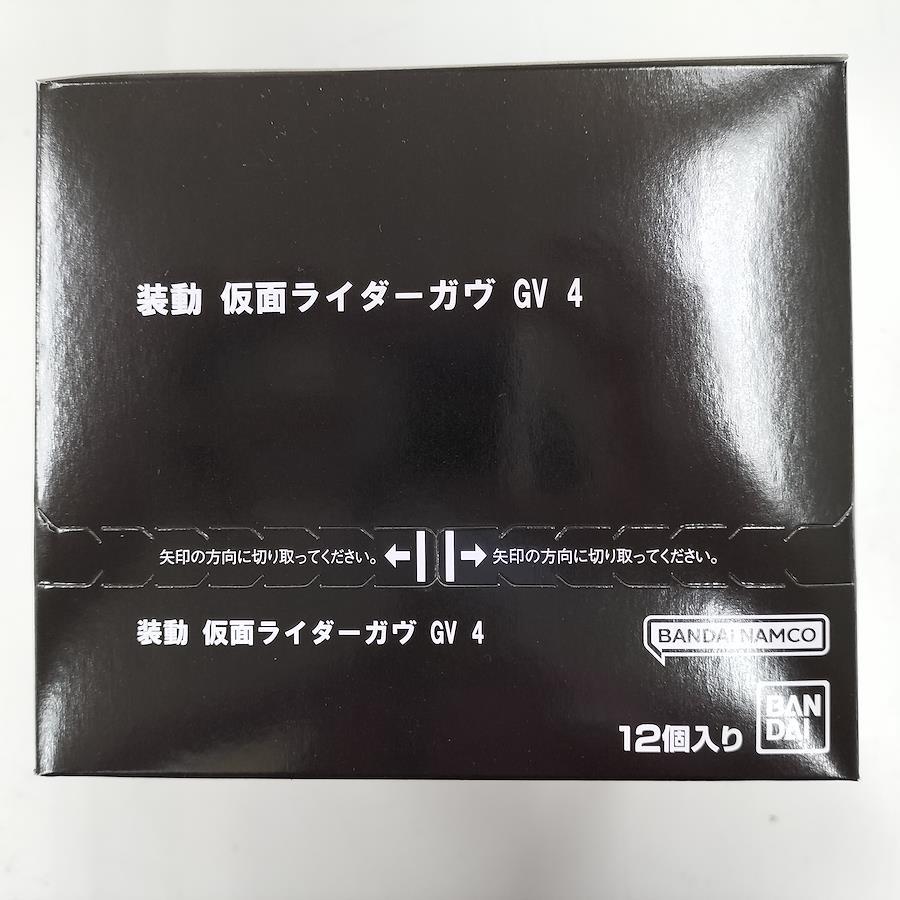 装動 仮面ライダーガヴ GV 4
矢印の方向に切り取ってください。 矢印の方向に切り取ってください。
装動 仮面ライダーガヴ GV 4
BANDAI NAMCO
12個入り
BAN
DAI